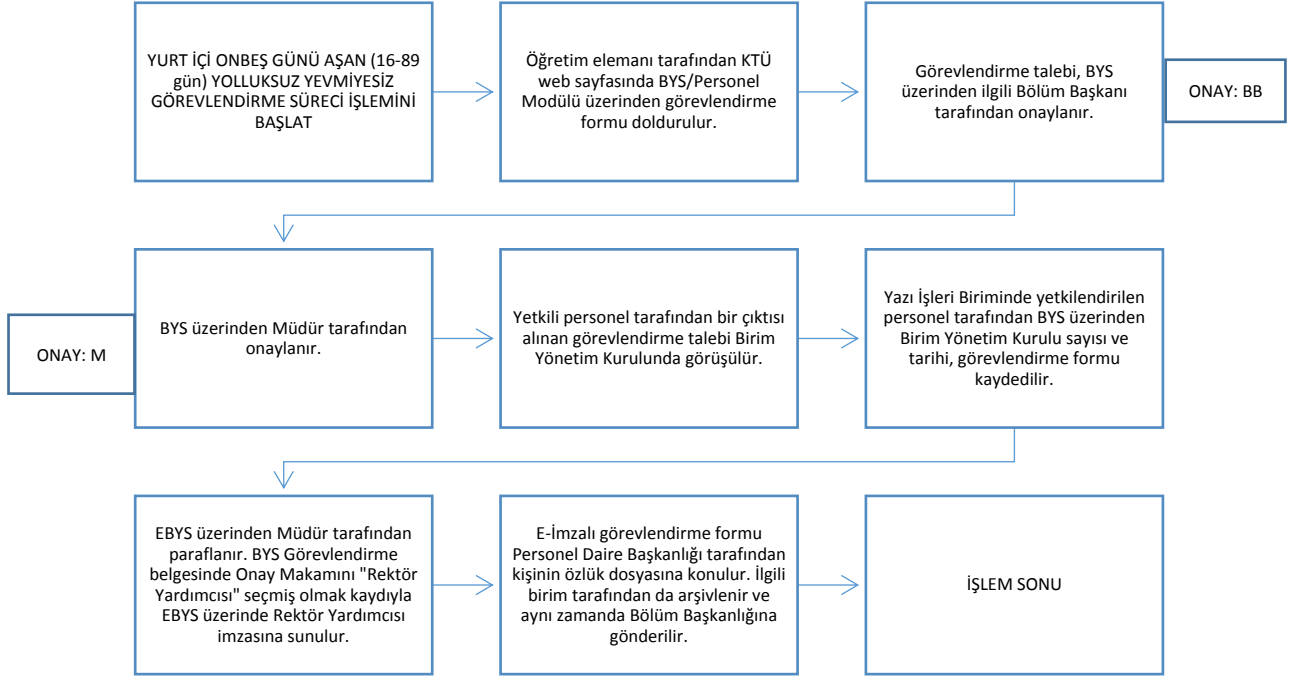 YURT İÇİ ONBEŞ GÜNÜ AŞAN (16-89
gün) YOLLUKSUZ YEVMİYESİZ
GÖREVLENDİRME SÜRECİ İŞLEMİNİ
BAŞLAT
Öğretim elemanı tarafından KTÜ
web sayfasında BYS/Personel
Modülü üzerinden görevlendirme
formu doldurulur.
Görevlendirme talebi, BYS
üzerinden ilgili Bölüm Başkanı
tarafından onaylanır.
ONAY: BB
ONAY: M
BYS üzerinden Müdür tarafından
onaylanır.
Yetkili personel tarafından bir çıktısı
alınan görevlendirme talebi Birim
Yönetim Kurulunda görüşülür.
Yazı İşleri Biriminde yetkilendirilen
personel tarafından BYS üzerinden
Birim Yönetim Kurulu sayısı ve
tarihi, görevlendirme formu
kaydedilir.
EBYS üzerinden Müdür tarafından
paraflanır. BYS Görevlendirme
belgesinde Onay Makamını "Rektör
Yardımcısı" seçmiş olmak kaydıyla
EBYS üzerinde Rektör Yardımcısı
imzasına sunulur.
E-İmzalı görevlendirme formu
Personel Daire Başkanlığı tarafından
kişinin özlük dosyasına konulur. İlgili
birim tarafından da arşivlenir ve
aynı zamanda Bölüm Başkanlığına
gönderilir.
İŞLEM SONU